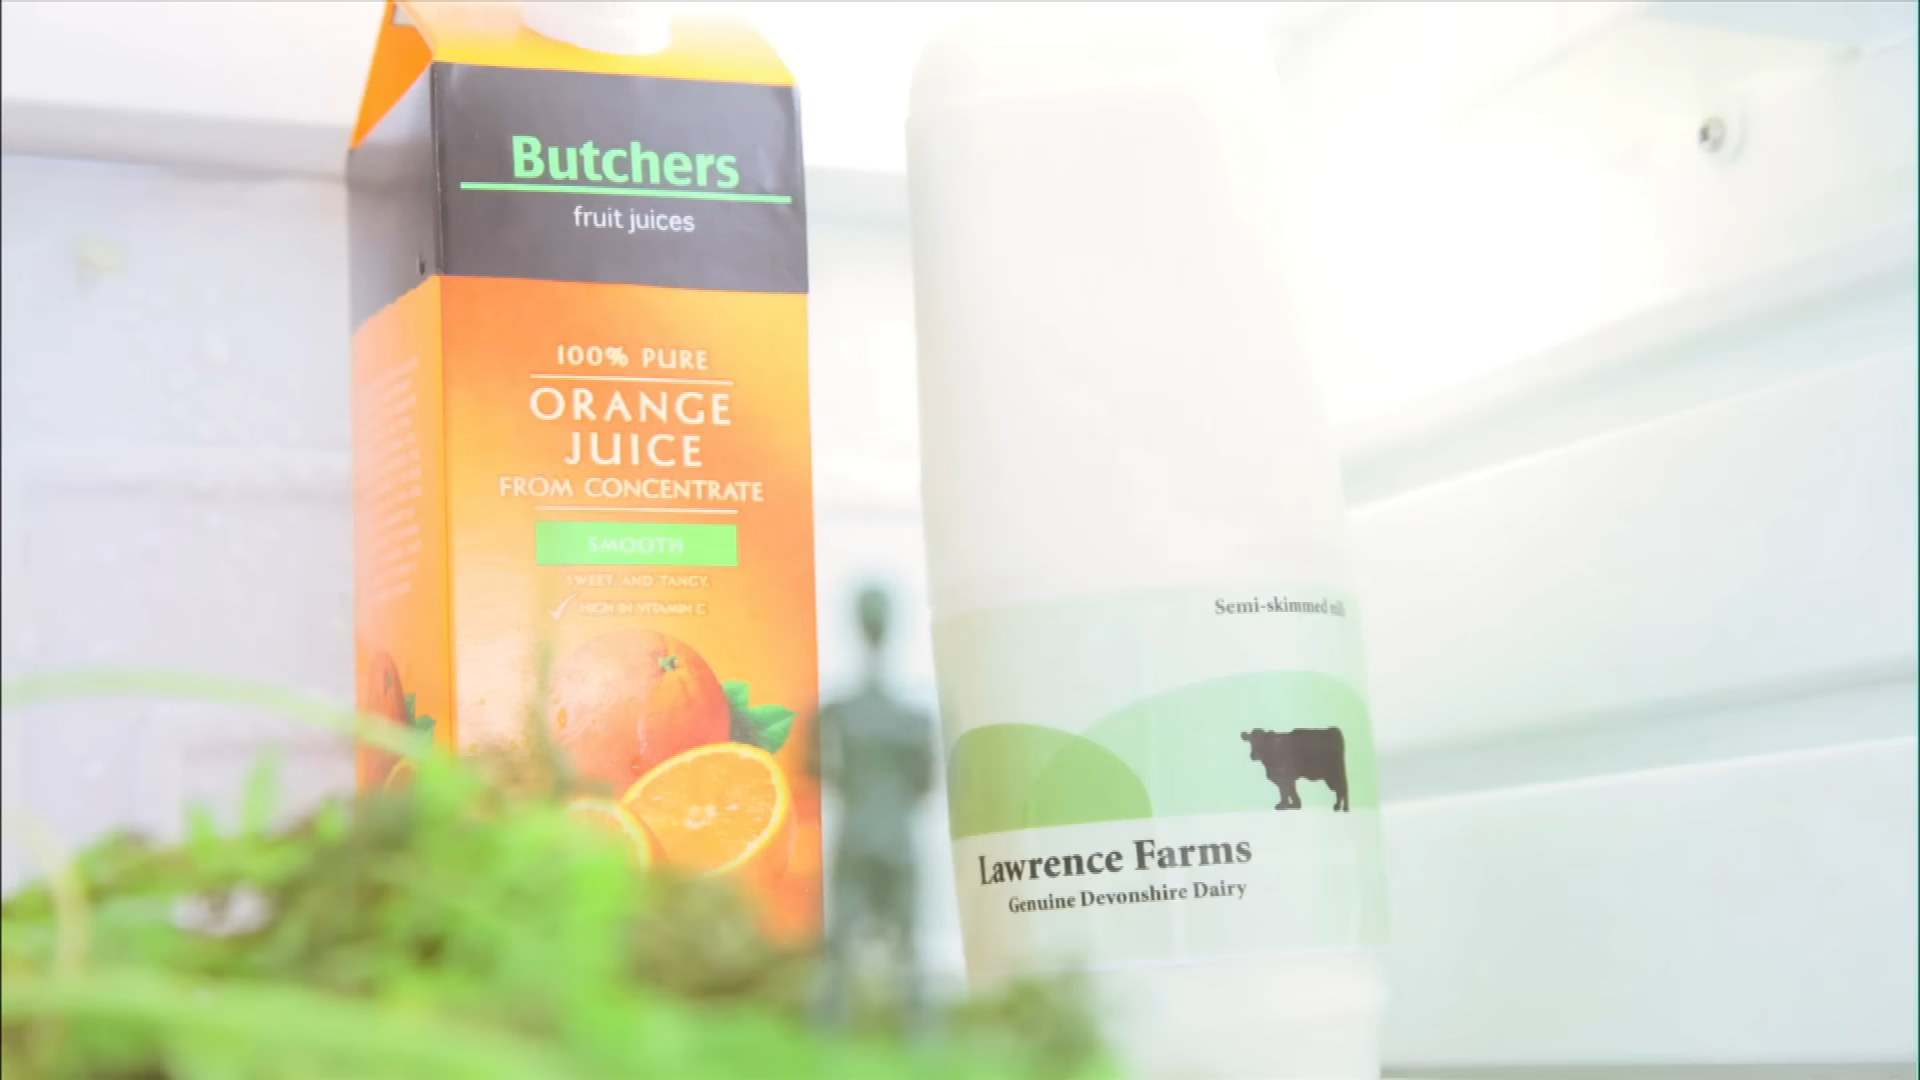 Butchers
fruit juices
100% PURE
ORANGE
JUICE
FROM CONCENTRATE
SMOOTH
SWEET AND TANGY
HIGH IN VITAMIN C
Semi-skimmed milk
Lawrence Farms
Genuine Devonshire Dairy